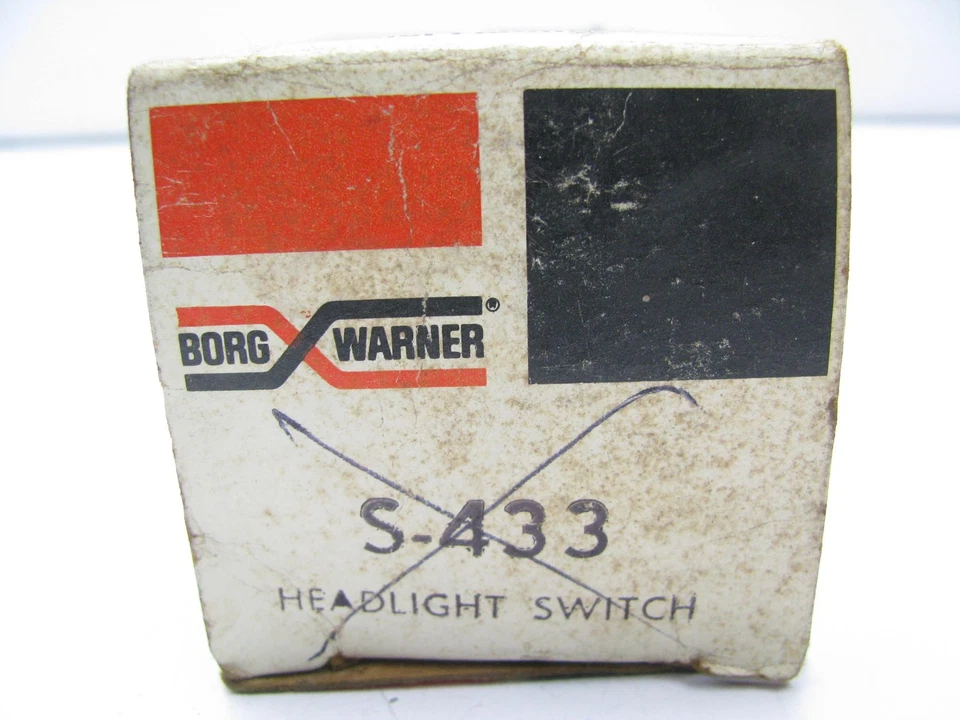 BORG WARNER®
S-433
HEADLIGHT SWITCH